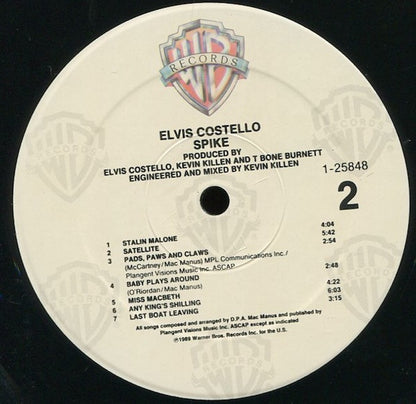 WB
RECORDS
ELVIS COSTELLO
SPIKE
PRODUCED BY
ELVIS COSTELLO, KEVIN KILLEN AND T BONE BURNETT
ENGINEERED AND MIXED BY KEVIN KILLEN
1-25848
2
1 STALIN MALONE 4:04
2 SATELLITE 5:42
3 PADS, PAWS AND CLAWS 2:54
(McCartney/Mac Manus) MPL Communications Inc./
Plangent Visions Music Inc. ASCAP
4 BABY PLAYS AROUND 2:48
(O'Riordan/Mac Manus)
5 MISS MACBETH 4:22
6 ANY KING'S SHILLING 6:03
7 LAST BOAT LEAVING 3:15
All songs composed and arranged by D.P.A. Mac Manus and published by
Plangent Visions Music Inc. ASCAP except as indicated
℗1989 Warner Bros. Records Inc. for the U.S.